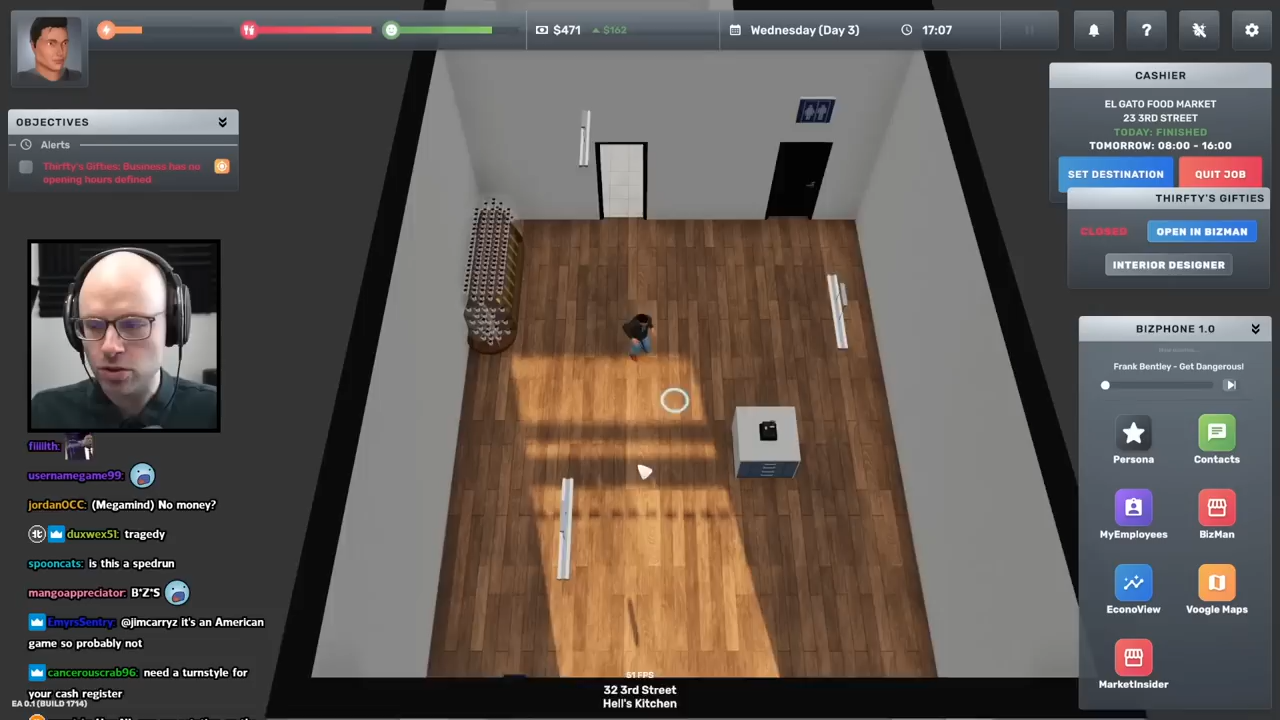 $471
$162
Wednesday (Day 3)
17:07
OBJECTIVES
Alerts
Thirfty's Gifties: Business has no
opening hours defined
CASHIER
EL GATO FOOD MARKET
23 3RD STREET
TODAY: FINISHED
TOMORROW: 08:00 - 16:00
SET DESTINATION
QUIT JOB
THIRFTY'S GIFTIES
CLOSED
OPEN IN BIZMAN
INTERIOR DESIGNER
BIZPHONE 1.0
Frank Bentley - Get Dangerous!
Persona
Contacts
MyEmployees
BizMan
EconoView
Voogle Maps
MarketInsider
fiiiilth:
usernamegame99:
jordanOCC: (Megamind) No money?
duxwex51: tragedy
spooncats: is this a spedrun
mangoappreciator: B*Z*S
EmyrsSentry: @jimcarryz it's an American
game so probably not
cancerouscrab96: need a turnstyle for
your cash register
EA 0.1 (BUILD 1714)
51 FPS
32 3rd Street
Hell's Kitchen